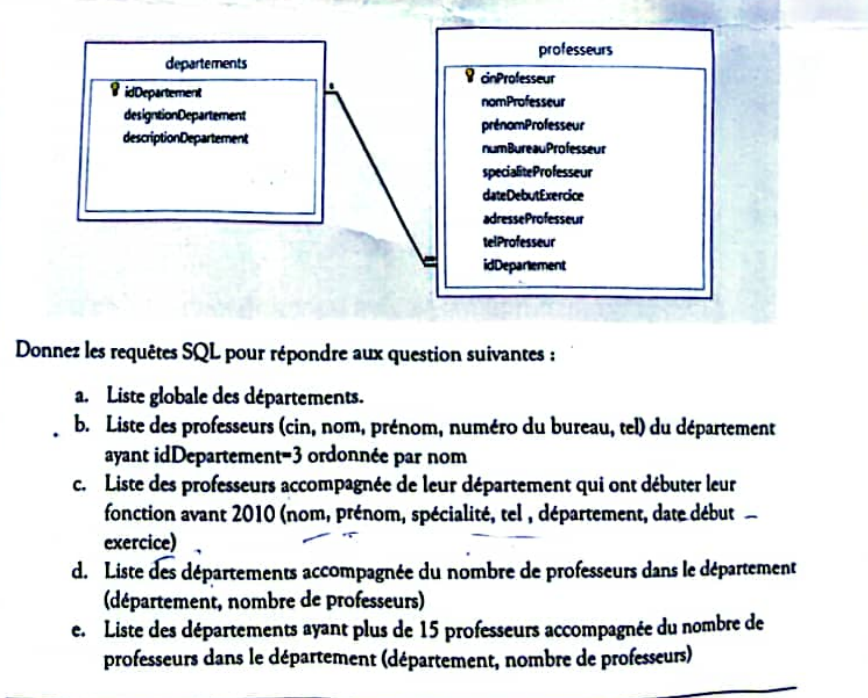 departements
idDepartement
designtionDepartement
descriptionDepartement
professeurs
cinProfesseur
nomProfesseur
prénomProfesseur
numBureauProfesseur
specialiteProfesseur
dateDebutExercice
adresseProfesseur
telProfesseur
idDepartement
Donnez les requêtes SQL pour répondre aux question suivantes :
a. Liste globale des départements.
b. Liste des professeurs (cin, nom, prénom, numéro du bureau, tel) du département
ayant idDepartement=3 ordonnée par nom
c. Liste des professeurs accompagnée de leur département qui ont débuter leur
fonction avant 2010 (nom, prénom, spécialité, tel , département, date début
exercice)
d. Liste des départements accompagnée du nombre de professeurs dans le département
(département, nombre de professeurs)
e. Liste des départements ayant plus de 15 professeurs accompagnée du nombre de
professeurs dans le département (département, nombre de professeurs)